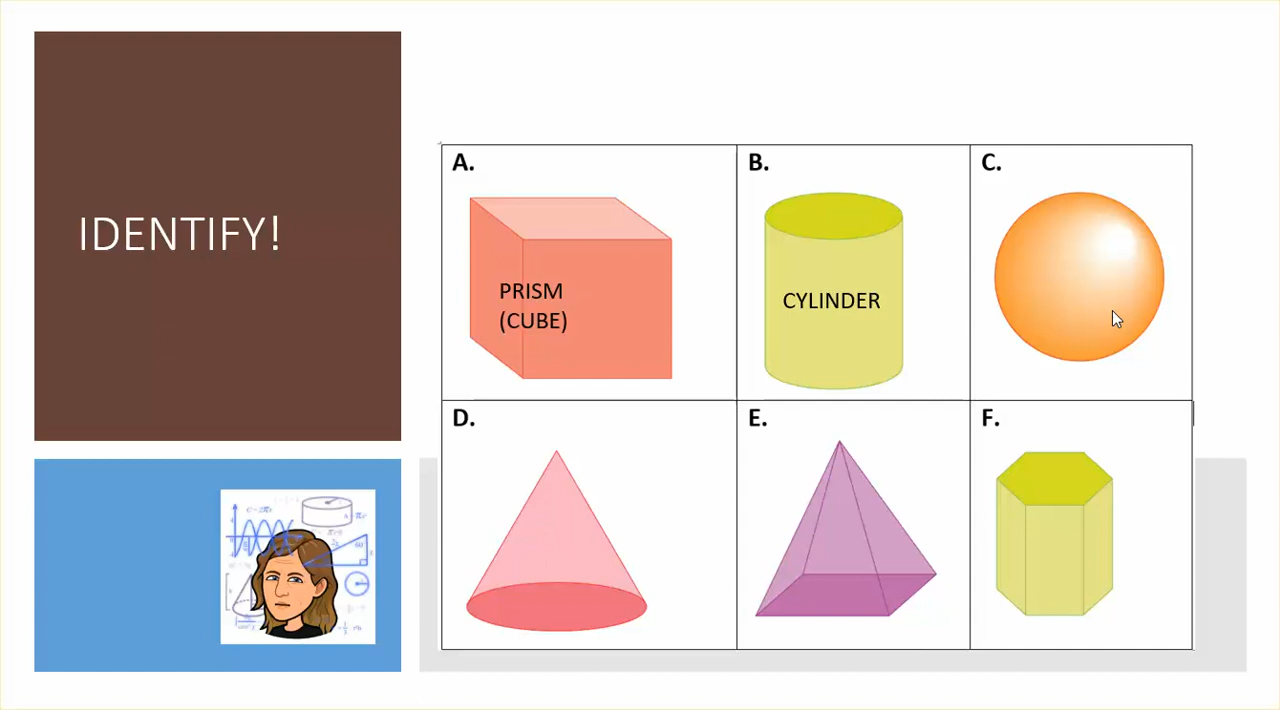 IDENTIFY!
A.
B.
C.
PRISM
(CUBE)
CYLINDER
D.
E.
F.